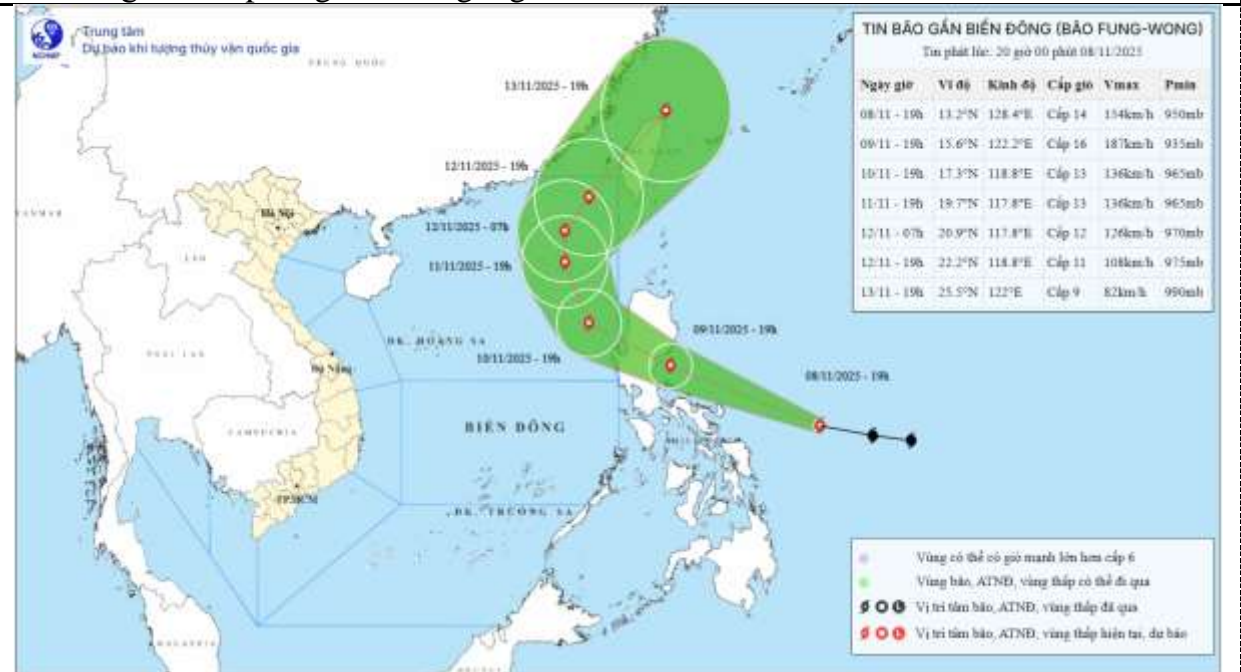 Trung tâm
Dự báo khí tượng thủy văn quốc gia
TRUNG QUỐC
TIN BÃO GẦN BIỂN ĐÔNG (BÃO FUNG-WONG)
Tin phát lúc: 20 giờ 00 phút 08/11/2025
Ngày giờ Vĩ độ Kinh độ Cấp gió Vmax Pmin
08/11 - 19h 13.2°N 128.4°E Cấp 14 154km/h 950mb
09/11 - 19h 15.6°N 122.2°E Cấp 16 187km/h 935mb
10/11 - 19h 17.3°N 118.8°E Cấp 13 136km/h 965mb
11/11 - 19h 19.7°N 117.8°E Cấp 13 136km/h 965mb
12/11 - 07h 20.9°N 117.8°E Cấp 12 126km/h 970mb
12/11 - 19h 22.2°N 118.8°E Cấp 11 108km/h 975mb
13/11 - 19h 25.5°N 122°E Cấp 9 82km/h 990mb
13/11/2025 - 19h
12/11/2025 - 19h
12/11/2025 - 07h
11/11/2025 - 19h
10/11/2025 - 19h
09/11/2025 - 19h
08/11/2025 - 19h
Hà Nội
LÀO
THÁI LAN
ĐK. HOÀNG SA
Đà Nẵng
CAMPUCHIA
BIỂN ĐÔNG
TP.HCM
ĐK. TRƯỜNG SA
MALAYSIA
Vùng có thể có gió mạnh lớn hơn cấp 6
Vùng bão, ATNĐ, vùng thấp có thể đi qua
Vị trí tâm bão, ATNĐ, vùng thấp đã qua
Vị trí tâm bão, ATNĐ, vùng thấp hiện tại, dự báo